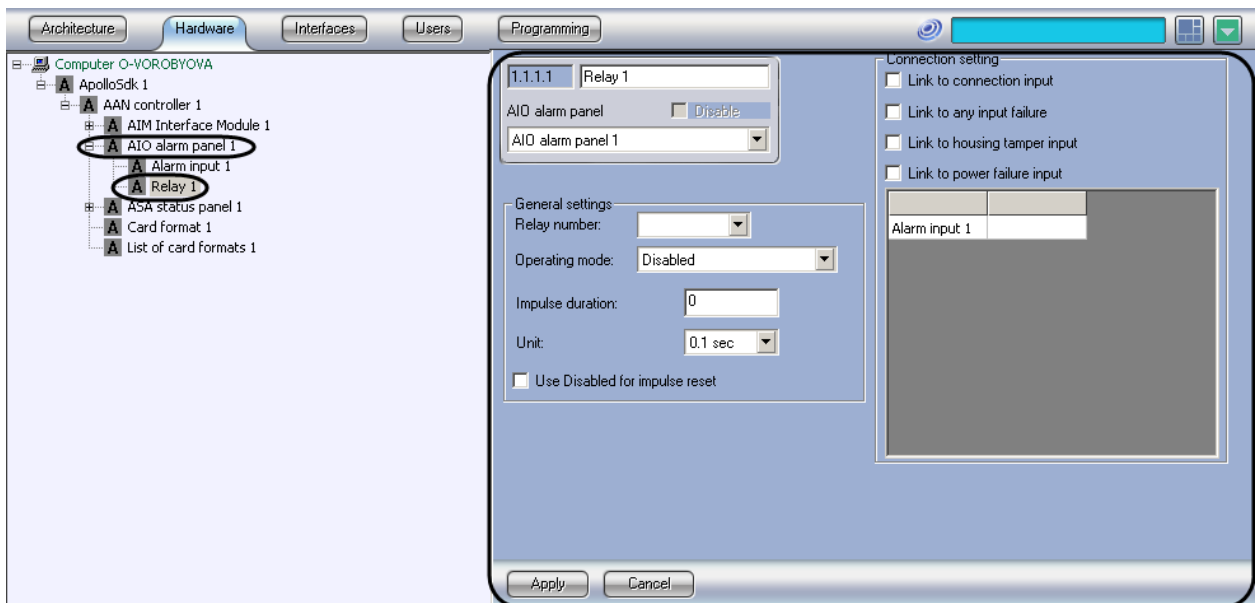 Architecture Hardware Interfaces Users Programming
Computer O-VOROBYOVA
A ApolloSdk 1
A AAN controller 1
A AIM Interface Module 1
A AIO alarm panel 1
A Alarm input 1
A Relay 1
A ASA status panel 1
A Card format 1
A List of card formats 1
1.1.1.1 Relay 1
AIO alarm panel Disable
AIO alarm panel 1
General settings
Relay number:
Operating mode: Disabled
Impulse duration: 0
Unit: 0.1 sec
Use Disabled for impulse reset
Connection setting
Link to connection input
Link to any input failure
Link to housing tamper input
Link to power failure input
Alarm input 1
Apply Cancel